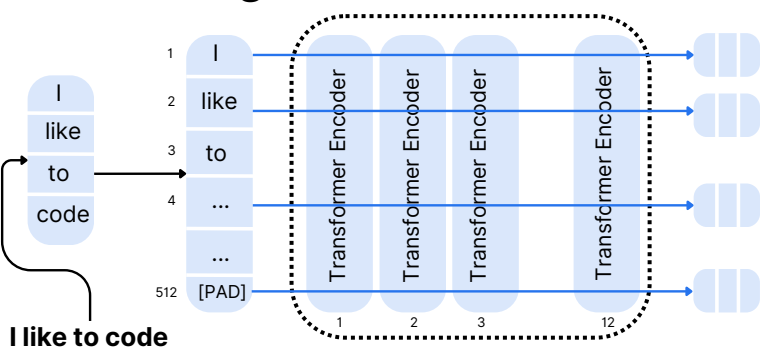 I
like
to
code
I like to code
1
I
2
like
3
to
4
...
...
512
[PAD]
Transformer Encoder
Transformer Encoder
Transformer Encoder
Transformer Encoder
1
2
3
12